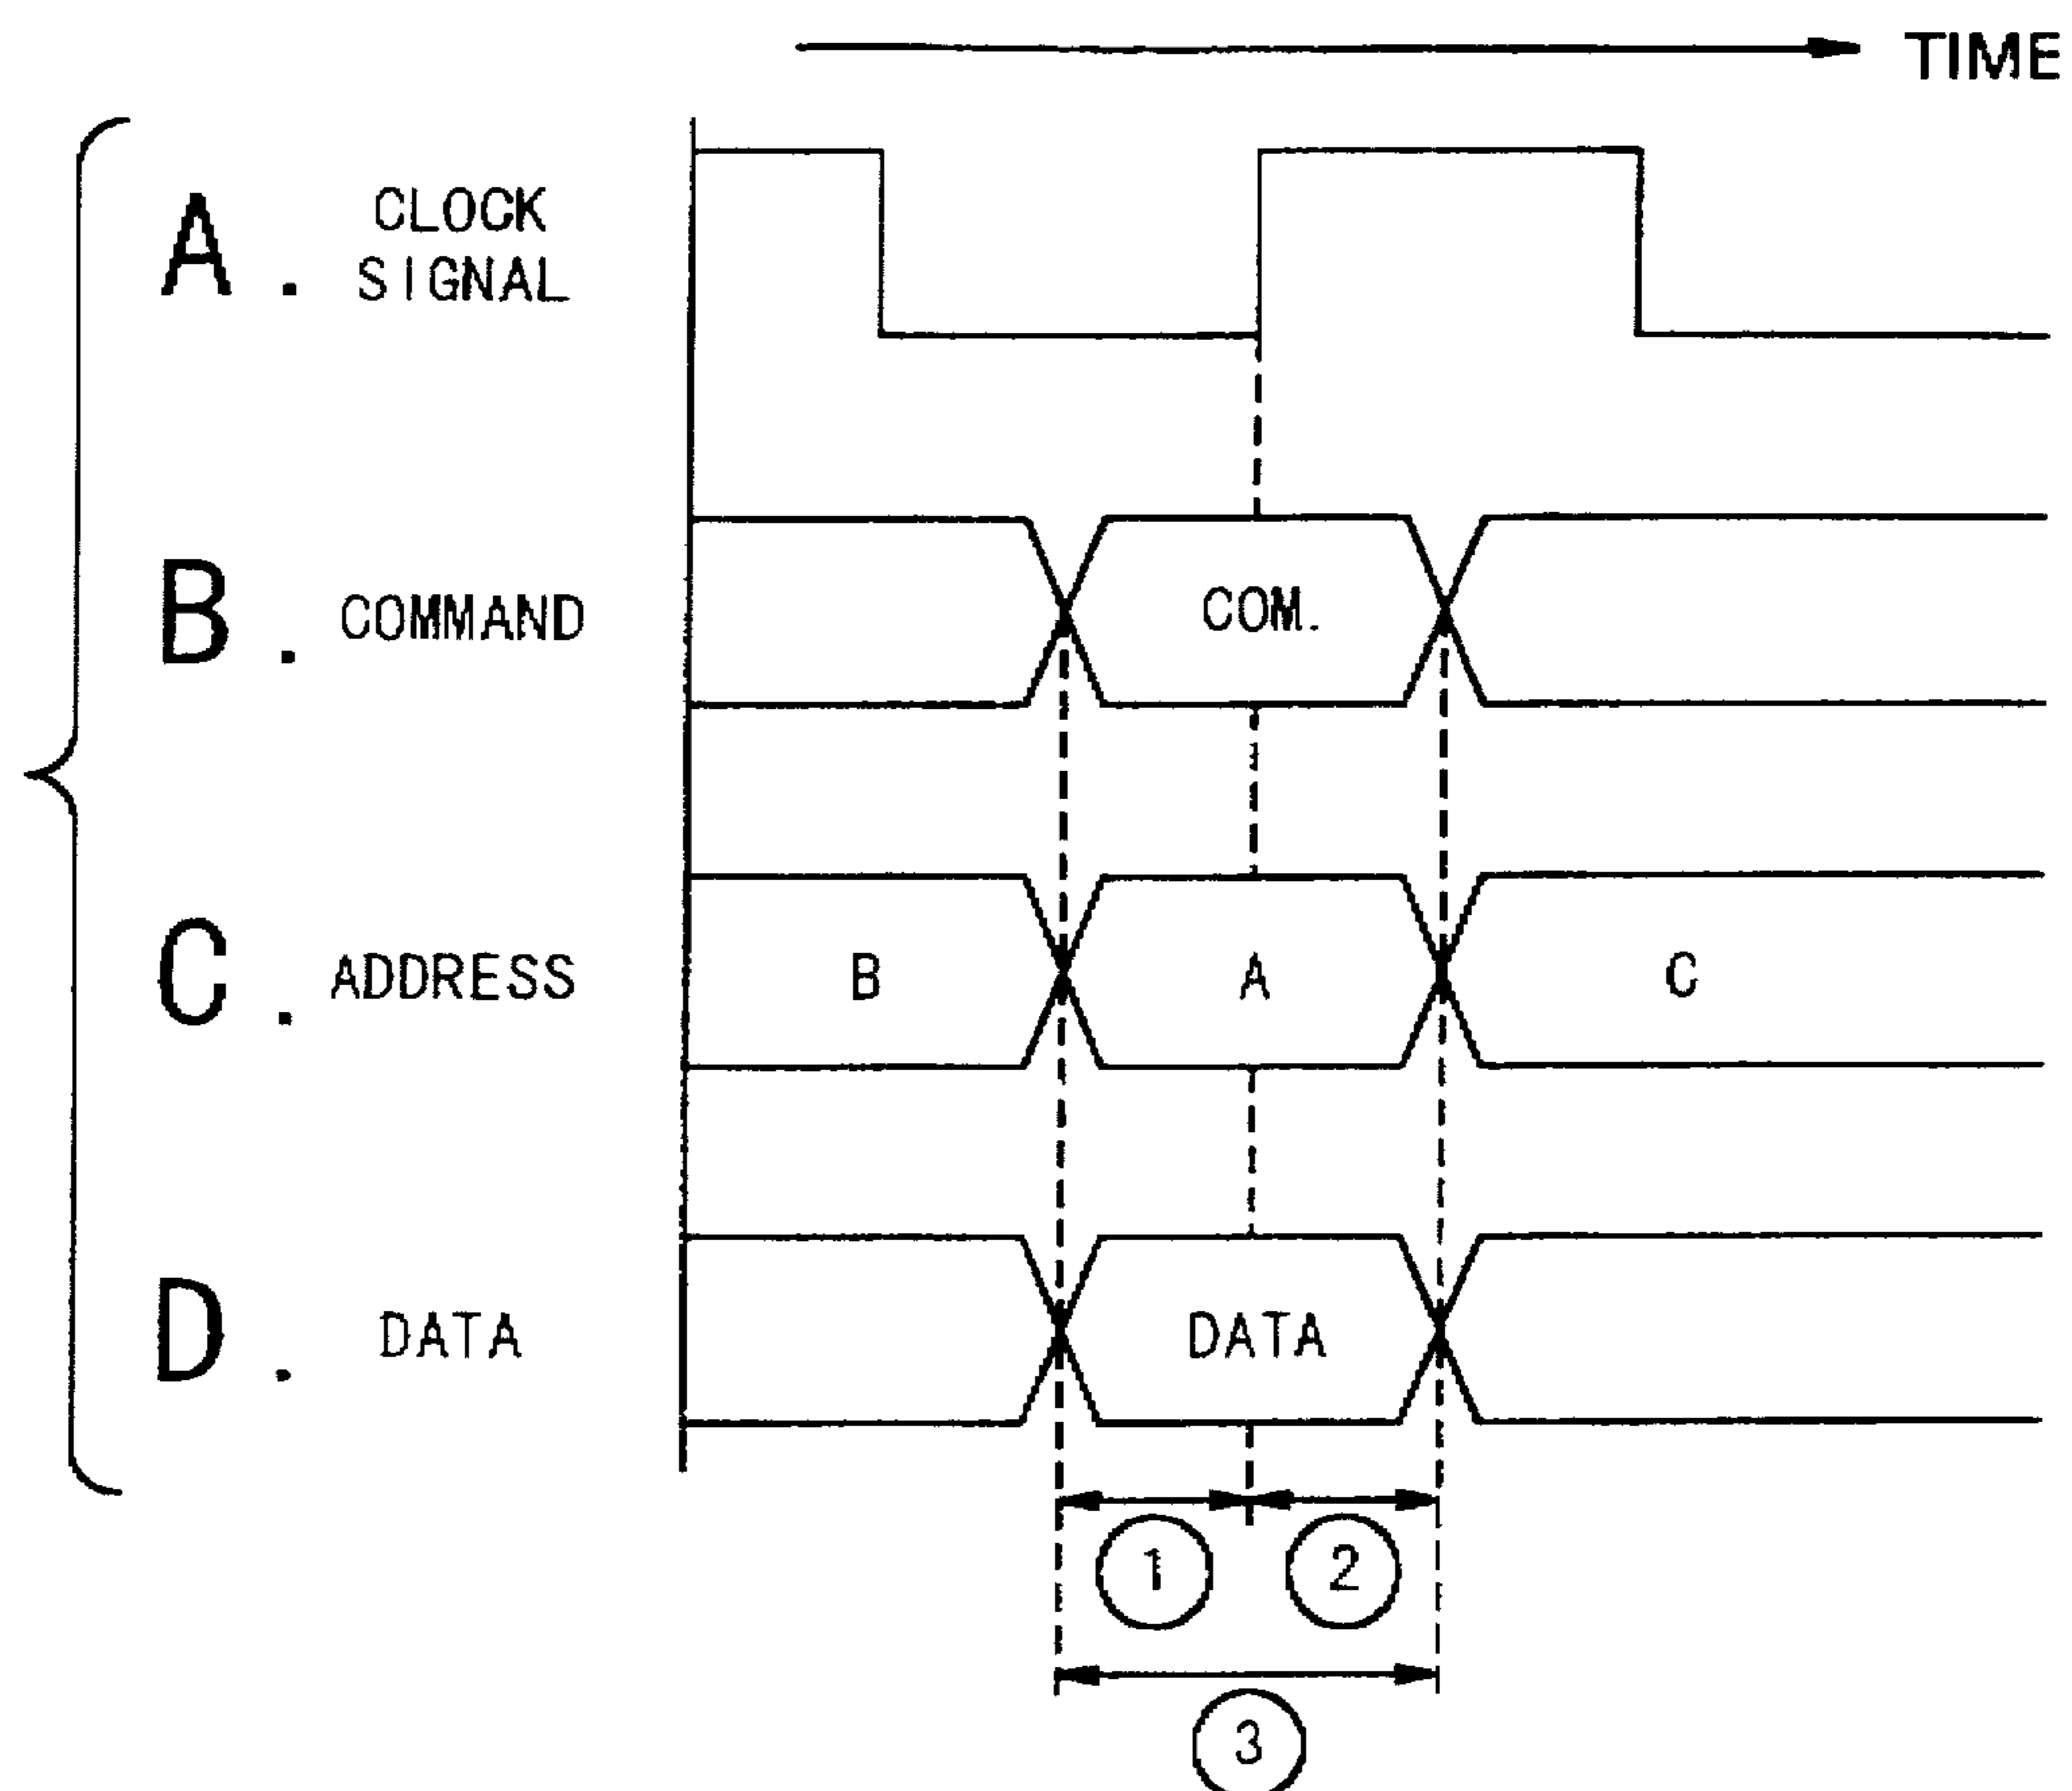 TIME
A. CLOCK
SIGNAL
B. COMMAND
COM.
C. ADDRESS
B
A
C
D. DATA
DATA
1
2
3